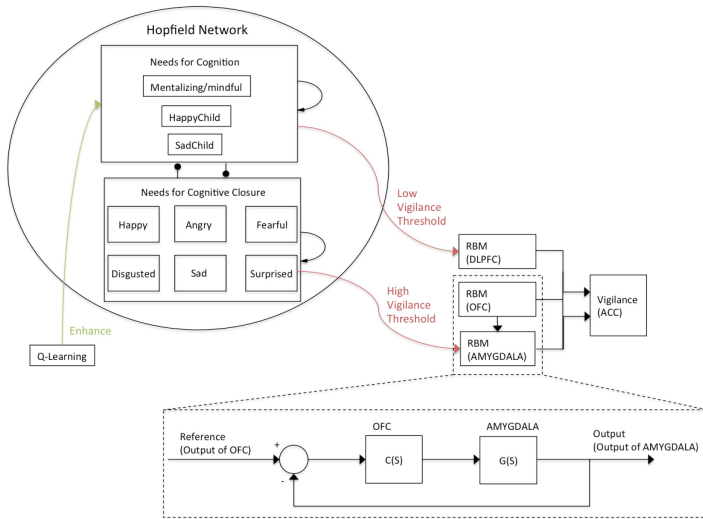 Hopfield Network
Needs for Cognition
Mentalizing/mindful
HappyChild
SadChild
Needs for Cognitive Closure
Happy
Angry
Fearful
Disgusted
Sad
Surprised
Enhance
Q-Learning
Low
Vigilance
Threshold
High
Vigilance
Threshold
RBM
(DLPFC)
RBM
(OFC)
RBM
(AMYGDALA)
Vigilance
(ACC)
Reference
(Output of OFC)
+
-
OFC
C(S)
AMYGDALA
G(S)
Output
(Output of AMYGDALA)